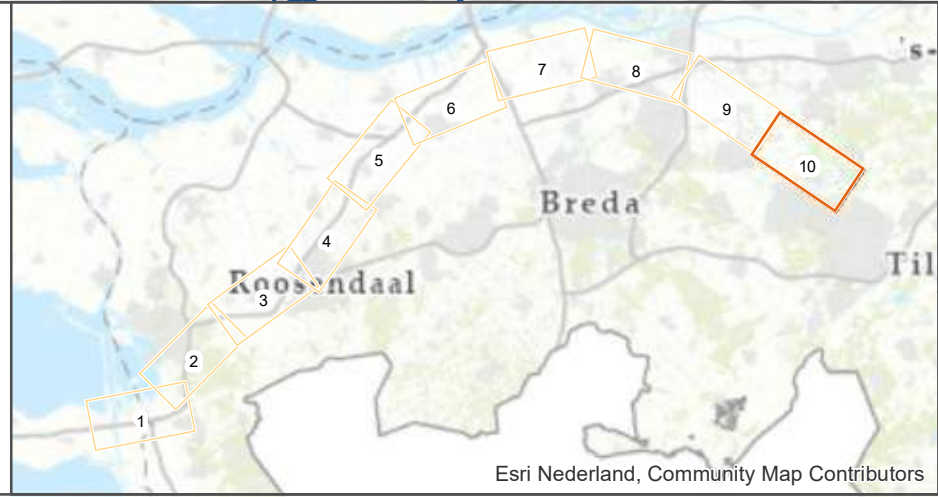 's-
7
8
6
9
5
10
Breda
4
Til
Roosendaal
3
2
1
Esri Nederland, Community Map Contributors